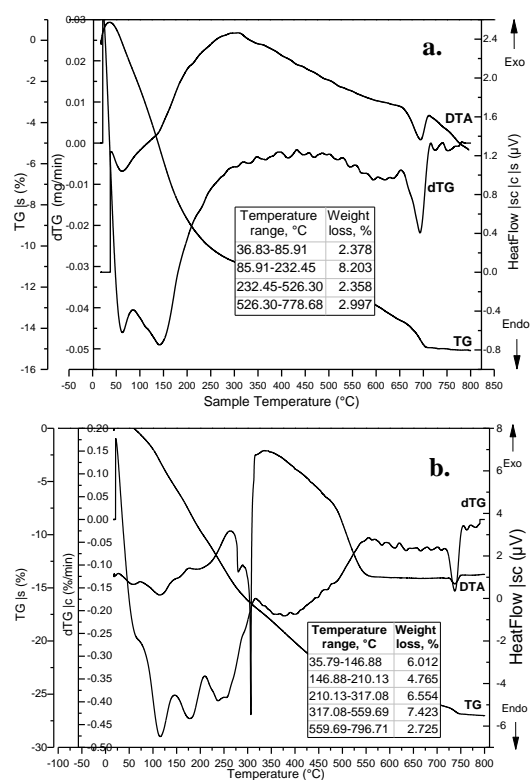 0.03
0.02
0.01
0.00
-0.01
-0.02
-0.03
-0.04
-0.05
0
-2
-4
-6
-8
-10
-12
-14
-16
TG |s (%)
dTG (mg/min)
a.
2.4
2.0
1.6
1.2
0.8
0.4
0.0
-0.4
-0.8
Exo
HeatFlow |sc |c |s (µV)
Endo
DTA
dTG
TG
Temperature range, °C Weight loss, %
36.83-85.91 2.378
85.91-232.45 8.203
232.45-526.30 2.358
526.30-778.68 2.997
-50 0 50 100 150 200 250 300 350 400 450 500 550 600 650 700 750 800 850
Sample Temperature (°C)
0
-5
-10
-15
-20
-25
-30
TG |s (%)
0.20
0.15
0.10
0.05
0.00
-0.05
-0.10
-0.15
-0.20
-0.25
-0.30
-0.35
-0.40
-0.45
-0.50
dTG |c (%/min)
b.
8
6
4
2
0
-2
-4
-6
Exo
HeatFlow |sc (µV)
Endo
dTG
DTA
TG
Temperature range, °C Weight loss, %
35.79-146.88 6.012
146.88-210.13 4.765
210.13-317.08 6.554
317.08-559.69 7.423
559.69-796.71 2.725
0 50 100 150 200 250 300 350 400 450 500 550 600 650 700 750 800
Temperature (°C)